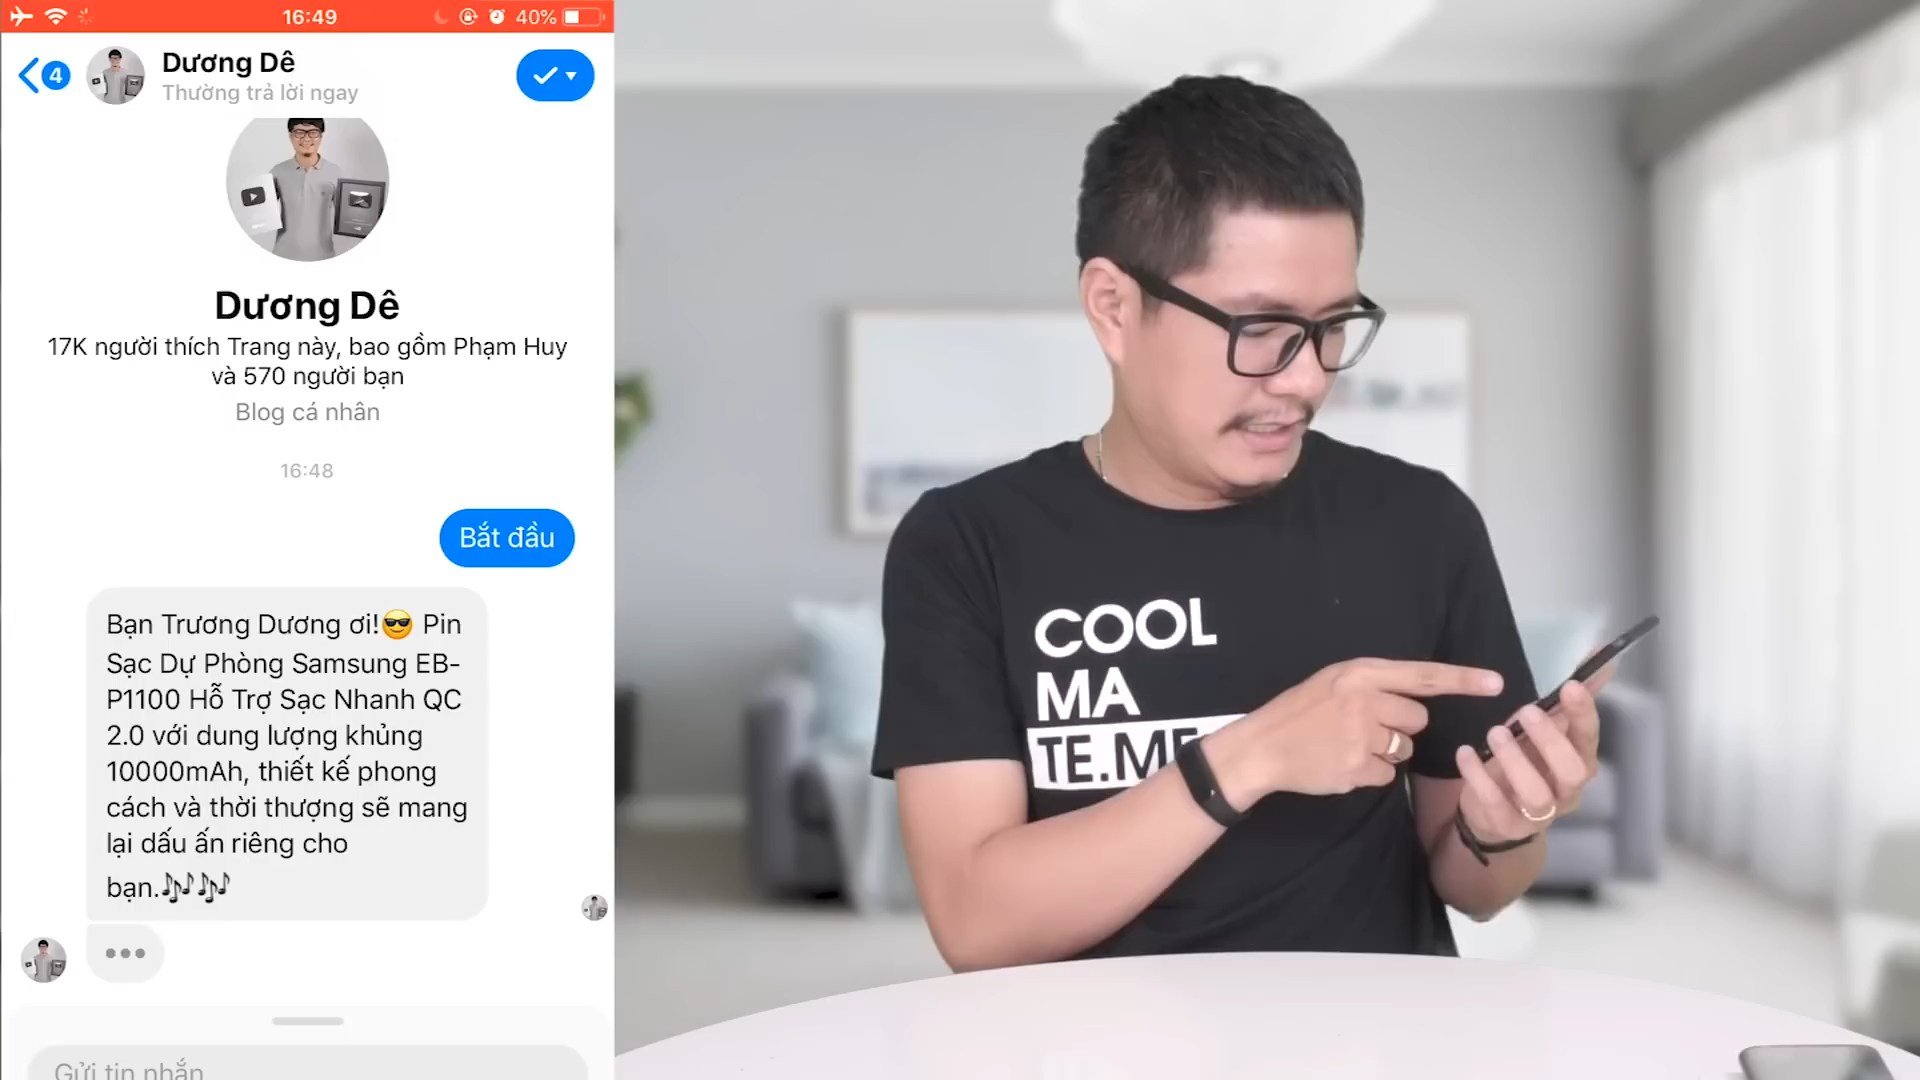 16:49
40%
4
Dương Dê
Thường trả lời ngay
Dương Dê
17K người thích Trang này, bao gồm Phạm Huy
và 570 người bạn
Blog cá nhân
16:48
Bắt đầu
Bạn Trương Dương ơi!😎 Pin
Sạc Dự Phòng Samsung EB-
P1100 Hỗ Trợ Sạc Nhanh QC
2.0 với dung lượng khủng
10000mAh, thiết kế phong
cách và thời thượng sẽ mang
lại dấu ấn riêng cho
bạn.🎶🎶
Gửi tin nhắn
COOL
MA
TE.ME